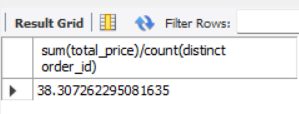 Result Grid Filter Rows:
sum(total_price)/count(distinct
order_id)
38.307262295081635